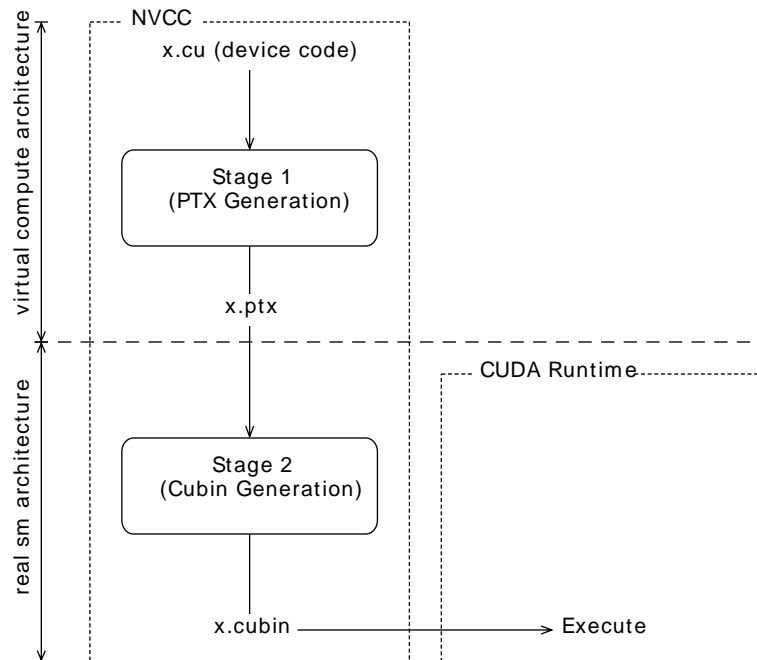 NVCC
x.cu (device code)
virtual compute architecture
Stage 1
(PTX Generation)
x.ptx
CUDA Runtime
real sm architecture
Stage 2
(Cubin Generation)
x.cubin
Execute